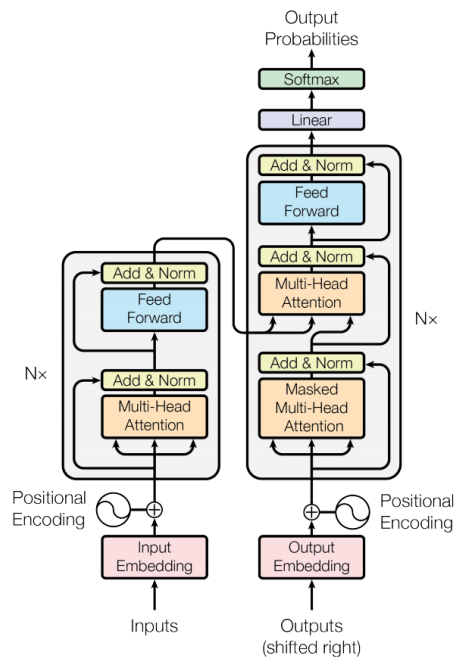 Output
Probabilities
Softmax
Linear
Add & Norm
Feed
Forward
Add & Norm
Multi-Head
Attention
Add & Norm
Masked
Multi-Head
Attention
N×
Add & Norm
Feed
Forward
Add & Norm
Multi-Head
Attention
N×
Positional
Encoding
Positional
Encoding
Input
Embedding
Output
Embedding
Inputs
Outputs
(shifted right)